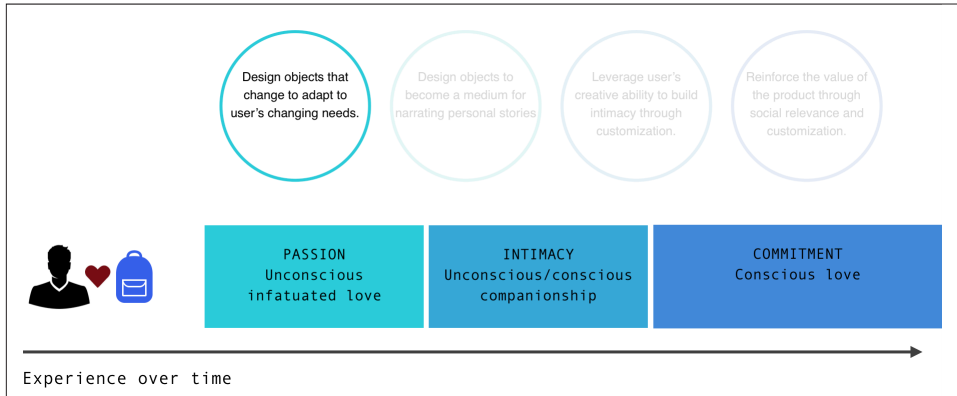 Design objects that
change to adapt to
user's changing needs.
Design objects to
become a medium for
narrating personal stories
Leverage user's
creative ability to build
intimacy through
customization.
Reinforce the value of
the product through
social relevance and
customization.
PASSION
Unconscious
infatuated love
INTIMACY
Unconscious/conscious
companionship
COMMITMENT
Conscious love
Experience over time